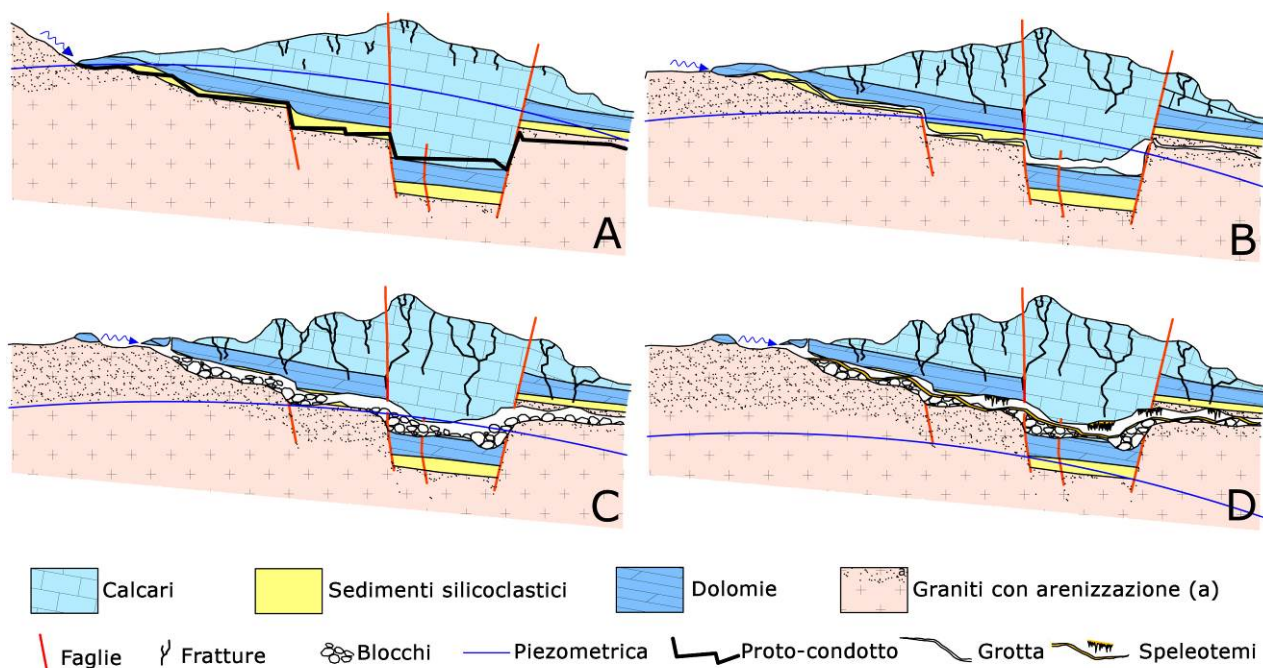 A
B
C
D
Calcari
Sedimenti silicoclastici
Dolomie
a
Graniti con arenizzazione (a)
Faglie
Fratture
Blocchi
Piezometrica
Proto-condotto
Grotta
Speleotemi